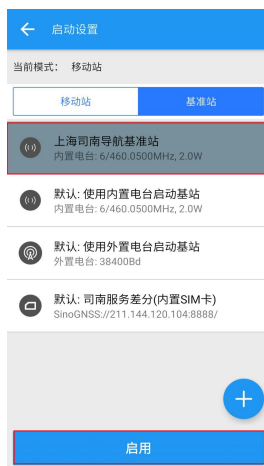 启动设置
当前模式： 移动站
移动站 基准站
上海司南导航基准站
内置电台: 6/460.0500MHz, 2.0W
默认: 使用内置电台启动基站
内置电台: 6/460.0500MHz, 2.0W
默认: 使用外置电台启动基站
外置电台: 38400Bd
默认: 司南服务差分(内置SIM卡)
SinoGNSS://211.144.120.104:8888/
启用